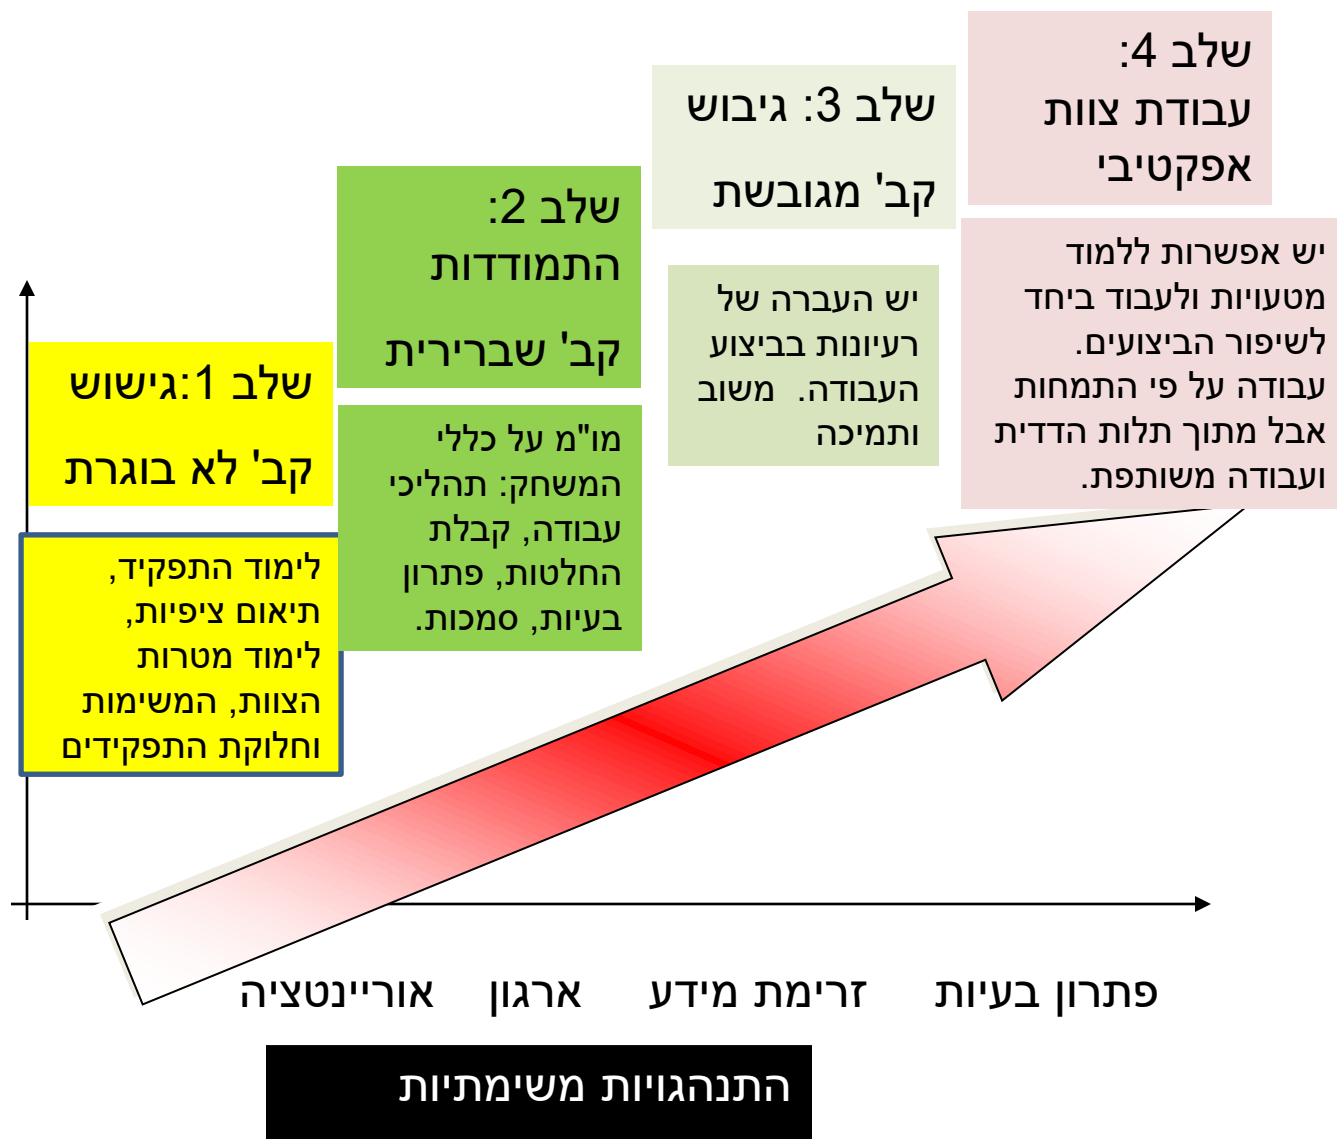 שלב 1:גישוש
קב' לא בוגרת
לימוד התפקיד,
תיאום ציפיות,
לימוד מטרות
הצוות, המשימות
וחלוקת התפקידים
שלב 2:
התמודדות
קב' שברירית
מו"מ על כללי
המשחק: תהליכי
עבודה, קבלת
החלטות, פתרון
בעיות, סמכות.
שלב 3: גיבוש
קב' מגובשת
יש העברה של
רעיונות בביצוע
העבודה. משוב
ותמיכה
שלב 4:
עבודת צוות
אפקטיבי
יש אפשרות ללמוד
מטעויות ולעבוד ביחד
לשיפור הביצועים.
עבודה על פי התמחות
אבל מתוך תלות הדדית
ועבודה משותפת.
אוריינטציה ארגון זרימת מידע פתרון בעיות
התנהגויות משימתיות